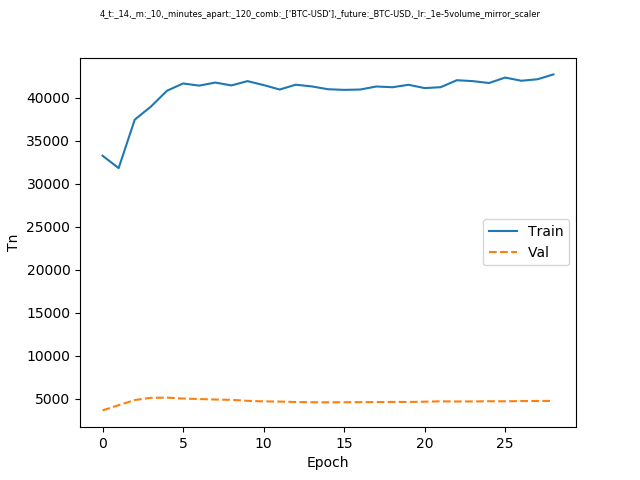 4_t:_14,_m:_10,_minutes_apart:_120_comb:_['BTC-USD'],_future:_BTC-USD,_lr:_1e-5volume_mirror_scaler
40000
35000
30000
25000
20000
15000
10000
5000
Tn
Train
Val
0 5 10 15 20 25
Epoch